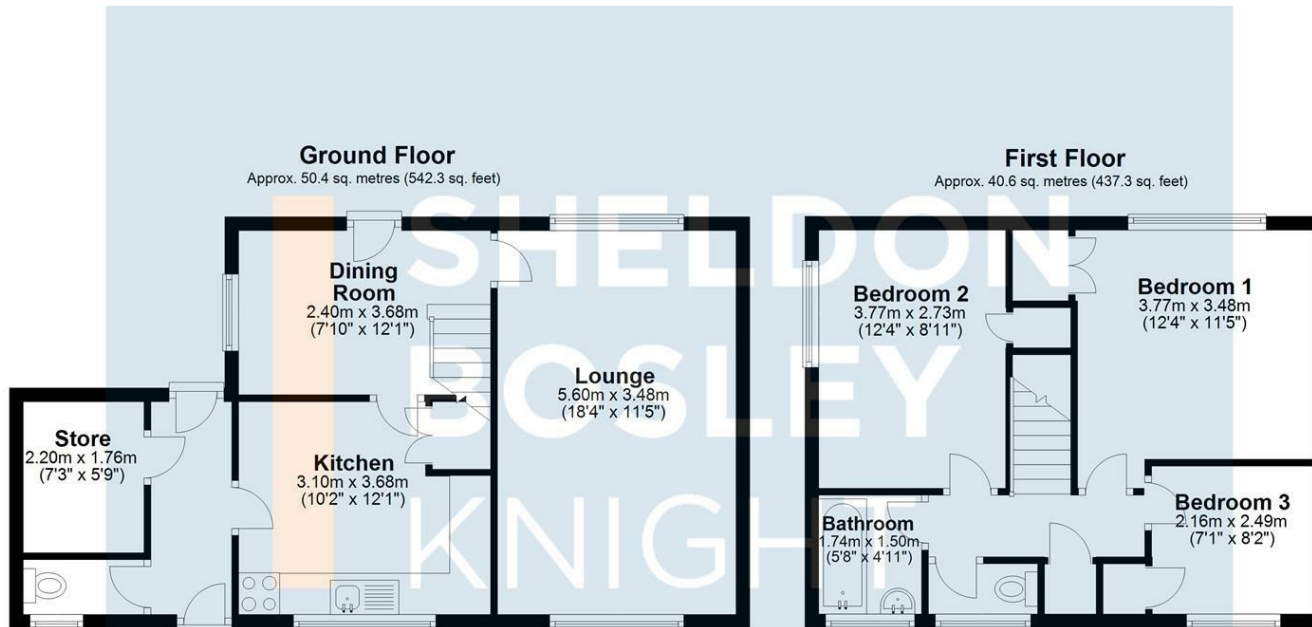 Ground Floor
Approx. 50.4 sq. metres (542.3 sq. feet)
First Floor
Approx. 40.6 sq. metres (437.3 sq. feet)
SHELDON
BOSLEY
KNIGHT
Dining
Room
2.40m x 3.68m
(7'10" x 12'1")
Lounge
5.60m x 3.48m
(18'4" x 11'5")
Store
2.20m x 1.76m
(7'3" x 5'9")
Kitchen
3.10m x 3.68m
(10'2" x 12'1")
Bedroom 2
3.77m x 2.73m
(12'4" x 8'11")
Bedroom 1
3.77m x 3.48m
(12'4" x 11'5")
Bathroom
1.74m x 1.50m
(5'8" x 4'11")
Bedroom 3
2.16m x 2.49m
(7'1" x 8'2")